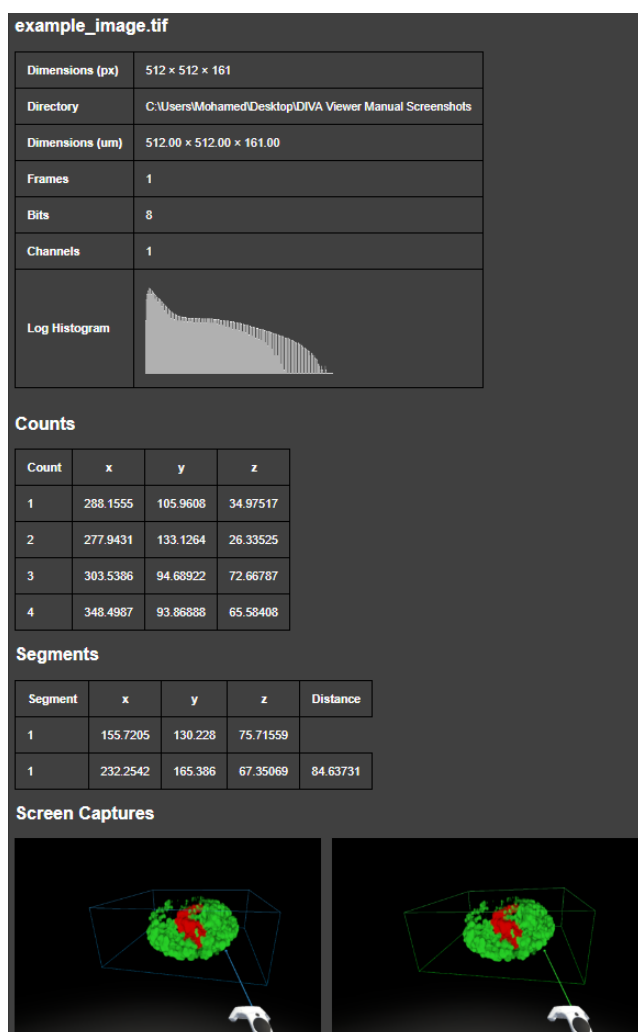 example_image.tif
Dimensions (px) 512 × 512 × 161
Directory C:\Users\Mohamed\Desktop\DIVA Viewer Manual Screenshots
Dimensions (um) 512.00 × 512.00 × 161.00
Frames 1
Bits 8
Channels 1
Log Histogram
Counts
Count x y z
1 288.1555 105.9608 34.97517
2 277.9431 133.1264 26.33525
3 303.5386 94.68922 72.66787
4 348.4987 93.86888 65.58408
Segments
Segment x y z Distance
1 155.7205 130.228 75.71559
1 232.2542 165.386 67.35069 84.63731
Screen Captures